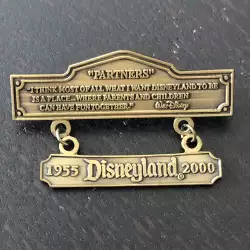 "PARTNERS"
"I THINK MOST OF ALL WHAT I WANT DISNEYLAND TO BE
IS A PLACE...WHERE PARENTS AND CHILDREN
CAN HAVE FUN TOGETHER."
Walt Disney
1955 Disneyland® 2000